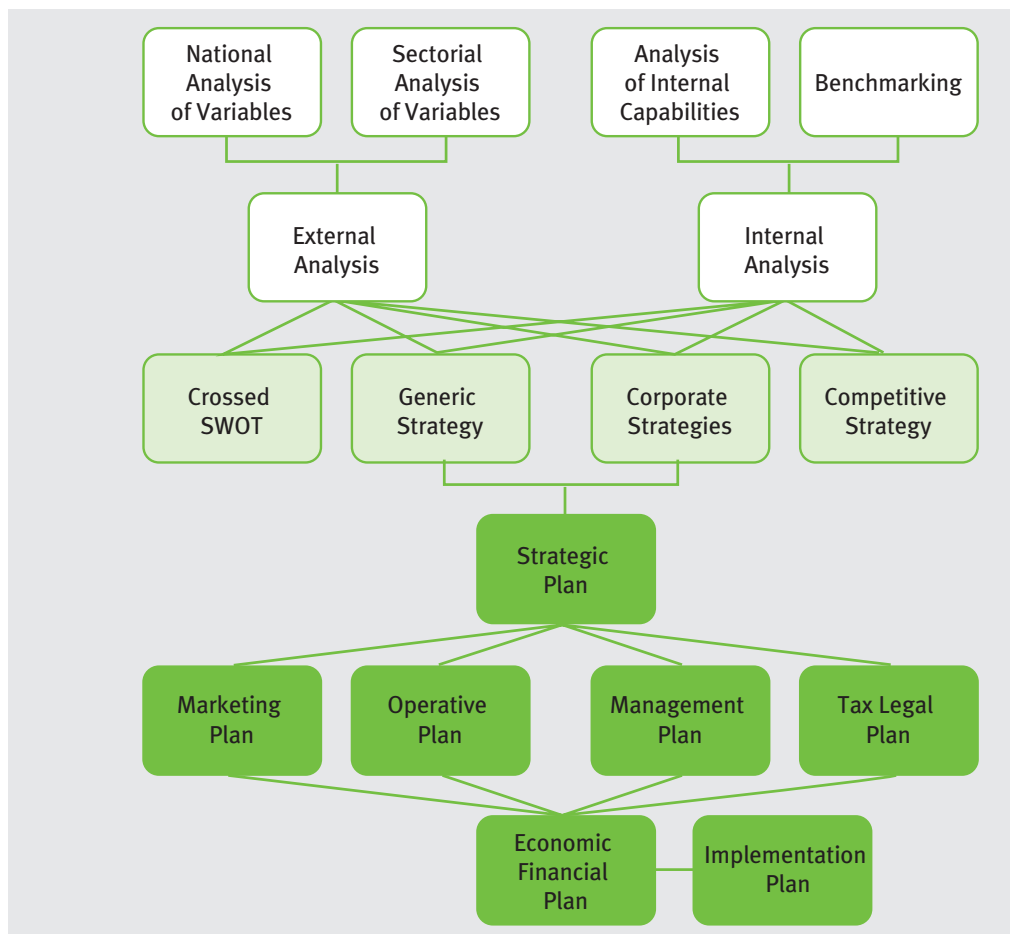 National
Analysis
of Variables
Sectorial
Analysis
of Variables
Analysis
of Internal
Capabilities
Benchmarking
External
Analysis
Internal
Analysis
Crossed
SWOT
Generic
Strategy
Corporate
Strategies
Competitive
Strategy
Strategic
Plan
Marketing
Plan
Operative
Plan
Management
Plan
Tax Legal
Plan
Economic
Financial
Plan
Implementation
Plan